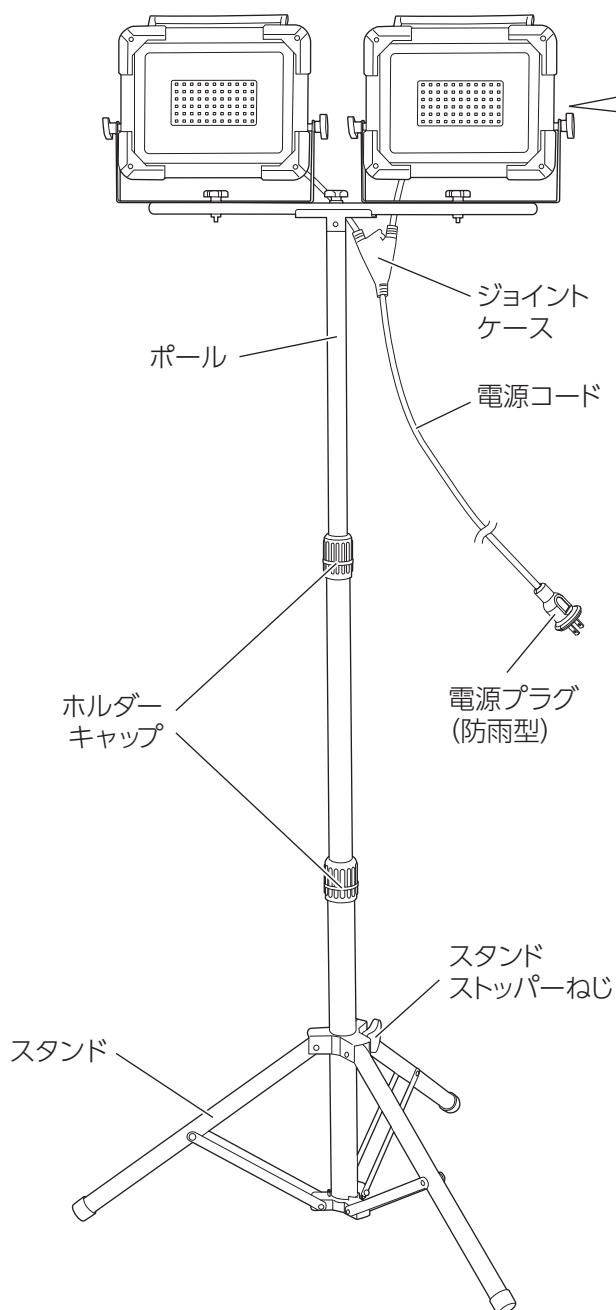 ジョイント
ケース
ポール
電源コード
ホルダー
キャップ
電源プラグ
(防雨型)
スタンド
ストッパーねじ
スタンド